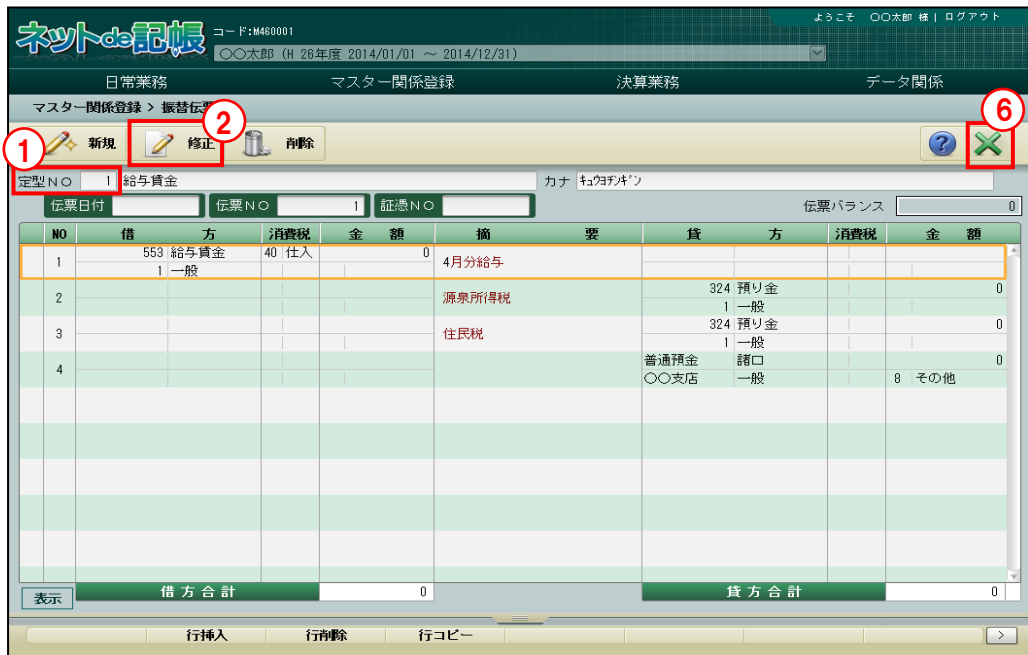 ようこそ 〇〇太郎 様 | ログアウト
ネットde記帳 コード:M460001
〇〇太郎 (H 26年度 2014/01/01 ～ 2014/12/31)
日常業務 マスター関係登録 決算業務 データ関係
マスター関係登録 > 振替伝票
① 新規 ② 修正 削除 ? ⑥
定型NO 1 給与賃金 カナ ｷｭｳﾖﾁﾝｷﾞﾝ
伝票日付 伝票NO 1 証憑NO 伝票バランス 0
NO 借方 消費税 金額 摘要 貸方 消費税 金額
1 553 給与賃金 40 仕入 0 4月分給与
1 一般
2 源泉所得税 324 預り金 0
1 一般
3 住民税 324 預り金 0
1 一般
4 普通預金 諸口 0
〇〇支店 一般 8 その他
表示 借方合計 0 貸方合計 0
行挿入 行削除 行コピー >